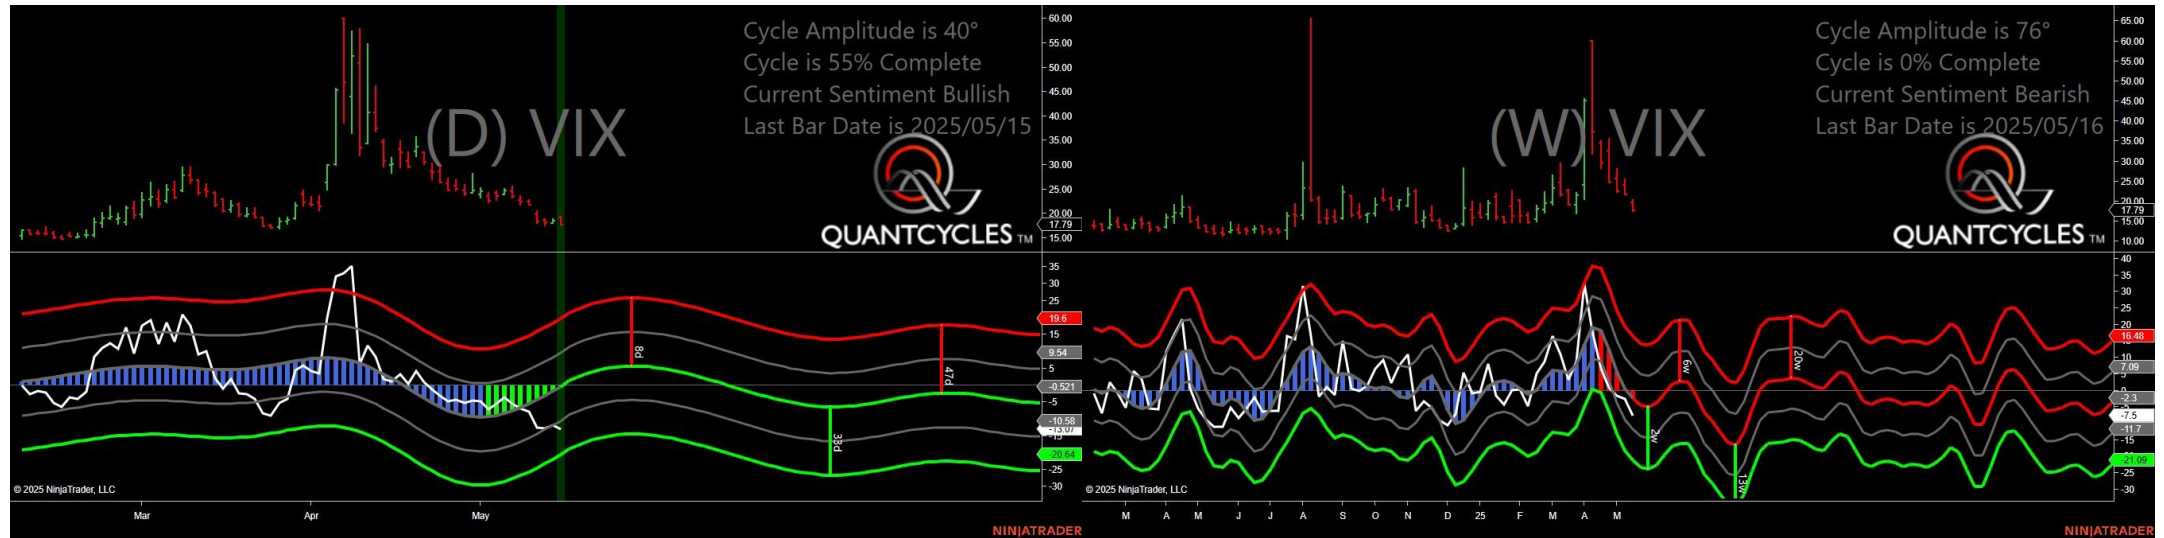 Cycle Amplitude is 40°
Cycle is 55% Complete
Current Sentiment Bullish
Last Bar Date is 2025/05/15
(D) VIX
QUANTCYCLES TM
60.00
55.00
50.00
45.00
40.00
35.00
30.00
25.00
20.00
17.79
15.00
35
30
25
19.6
15
9.54
5
-0.521
-5
-10.58
-13.07
-15
-20.64
-25
-30
8d
33d
47d
© 2025 NinjaTrader, LLC
Mar Apr May
NINJATRADER
Cycle Amplitude is 76°
Cycle is 0% Complete
Current Sentiment Bearish
Last Bar Date is 2025/05/16
(W) VIX
QUANTCYCLES TM
65.00
60.00
55.00
50.00
45.00
40.00
35.00
30.00
25.00
20.00
17.79
15.00
10.00
40
35
30
25
20
16.48
10
7.09
-2.3
-7.5
-11.7
-15
-21.09
-25
-30
2w
6w
13w
20w
© 2025 NinjaTrader, LLC
M A M J J A S O N D 25 F M A M
NINJATRADER